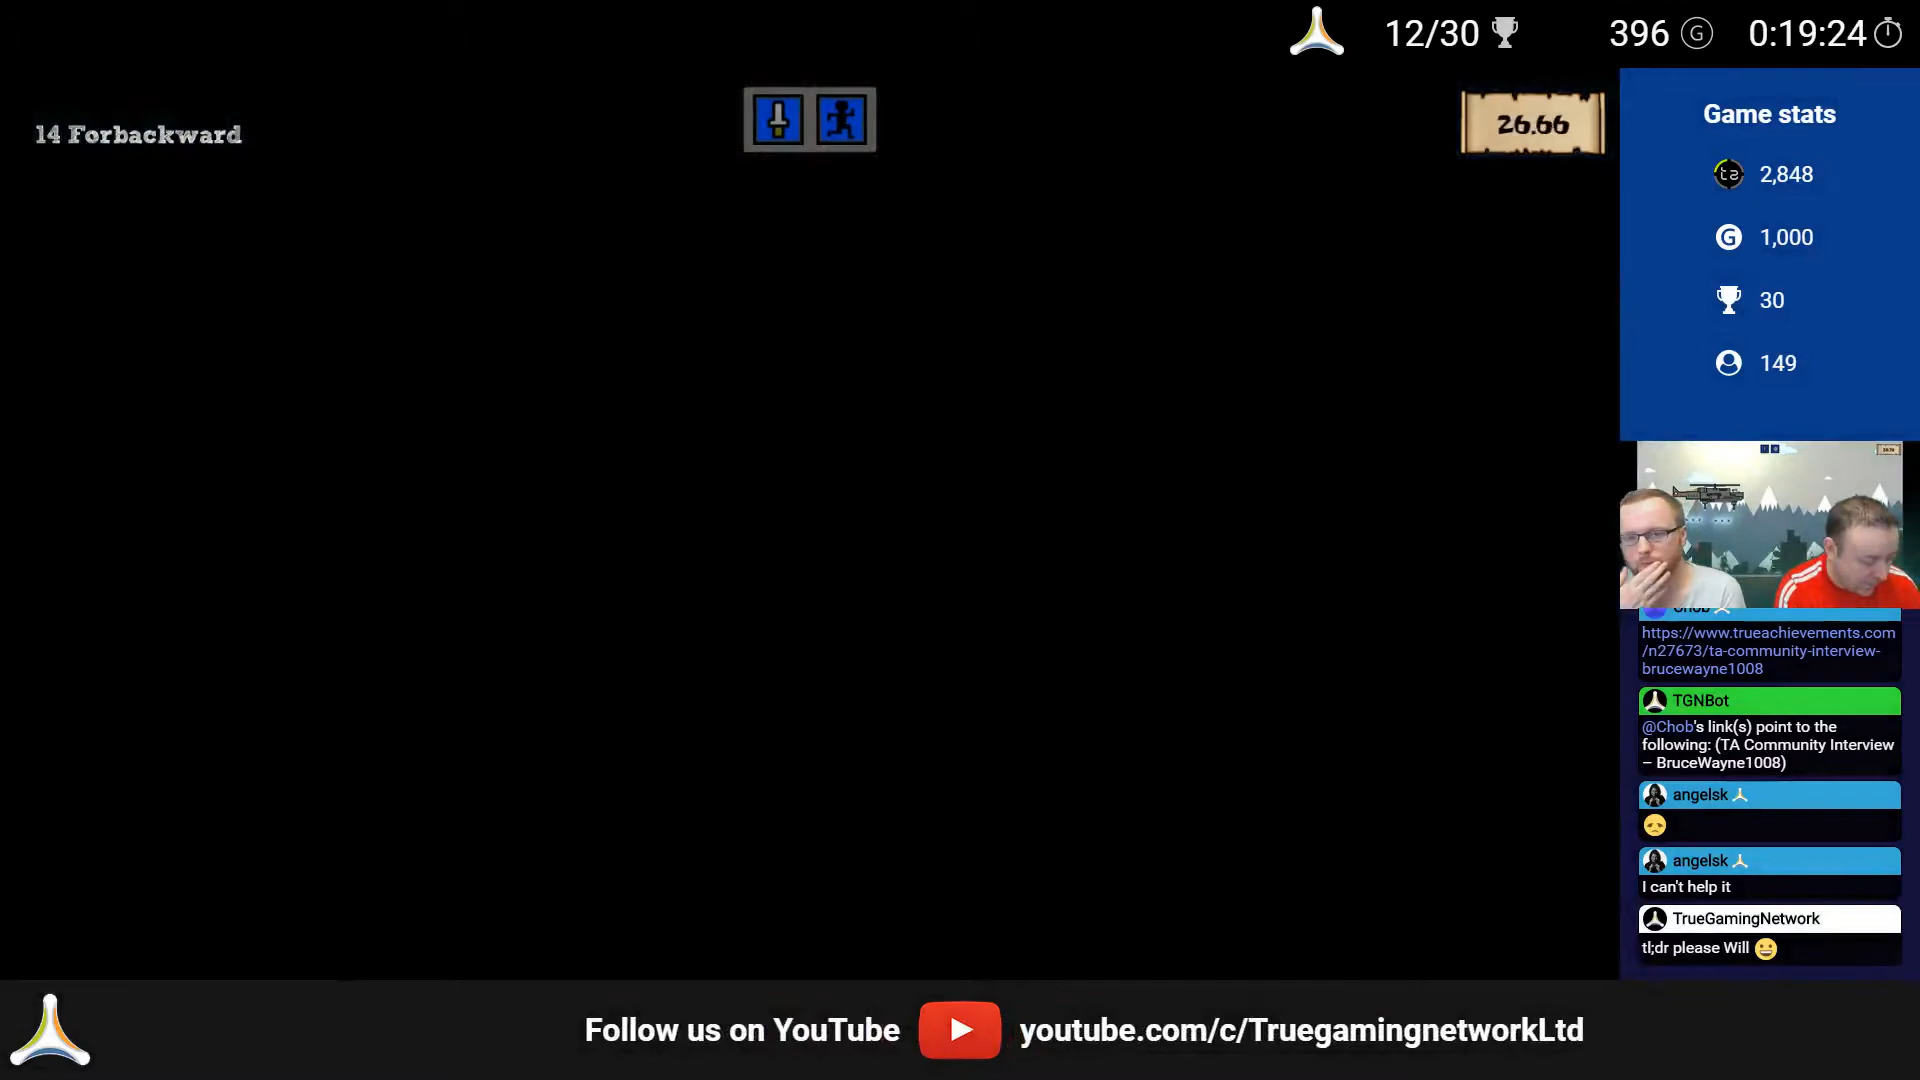 12/30
396 G
0:19:24
14 Forbackward
26.66
Game stats
ta 2,848
G 1,000
30
149
Chob
https://www.trueachievements.com
/n27673/ta-community-interview-
brucewayne1008
TGNBot
@Chob's link(s) point to the
following: (TA Community Interview
– BruceWayne1008)
angelsk
angelsk
I can't help it
TrueGamingNetwork
tl;dr please Will
Follow us on YouTube
youtube.com/c/TruegamingnetworkLtd